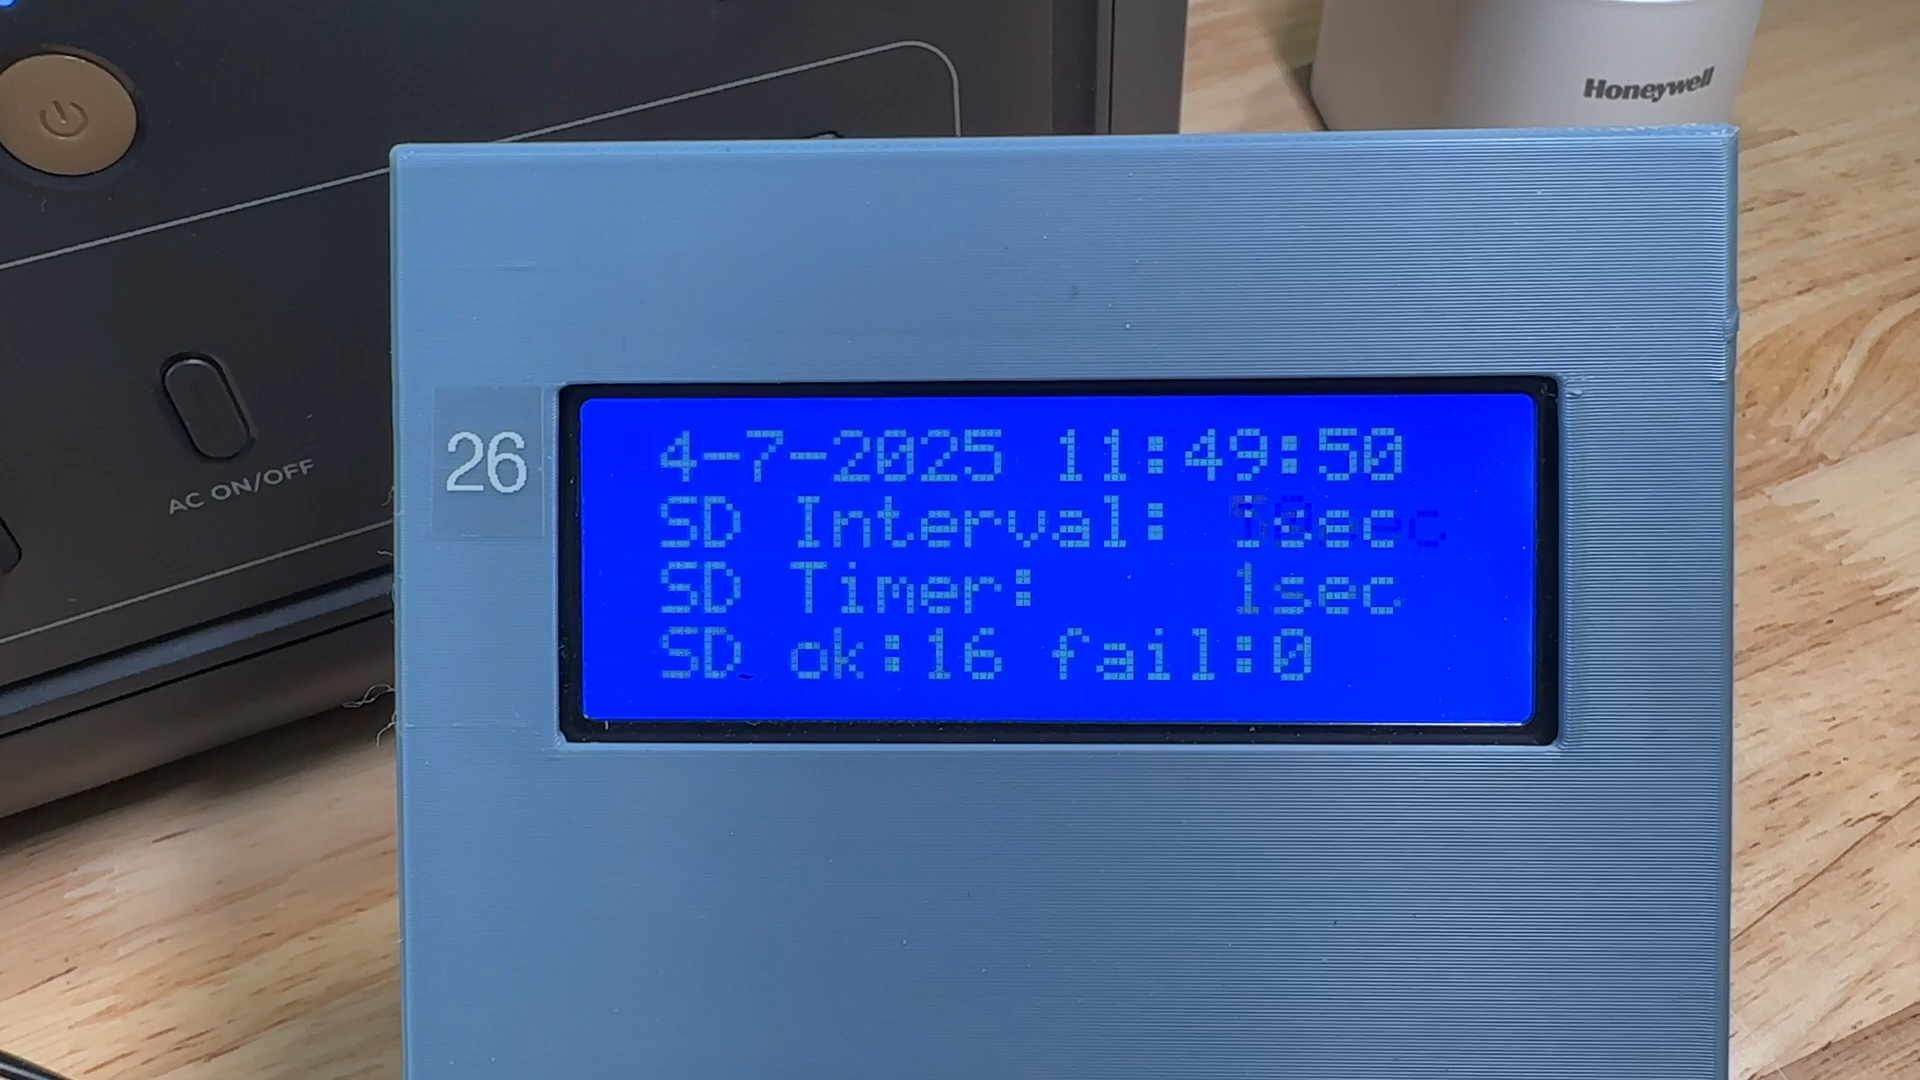 Honeywell
AC ON/OFF
26
4-7-2025 11:49:50
SD Interval: 1sec
SD Timer: 1sec
SD ok:16 fail:0